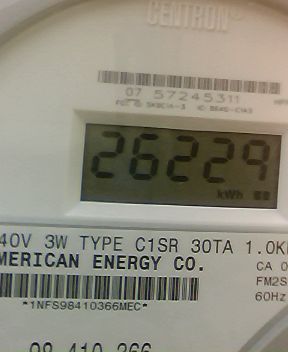 CENTRON®
07 57245311
26229
kWh
40V 3W TYPE C1SR 30TA 1.0K
MERICAN ENERGY CO.
CA 0
FM2S
60Hz
*1NFS98410366MEC*
98 410 366